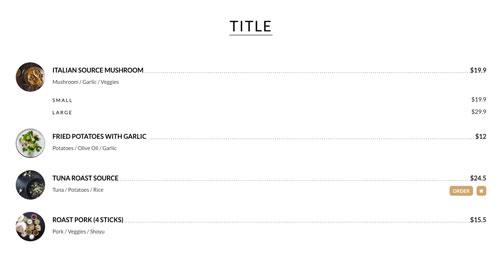 TITLE
ITALIAN SOURCE MUSHROOM $19.9
Mushroom / Garlic / Veggies
SMALL $19.9
LARGE $29.9
FRIED POTATOES WITH GARLIC $12
Potatoes / Olive Oil / Garlic
TUNA ROAST SOURCE $24.5
Tuna / Potatoes / Rice ORDER
ROAST PORK (4 STICKS) $15.5
Pork / Veggies / Shoyu